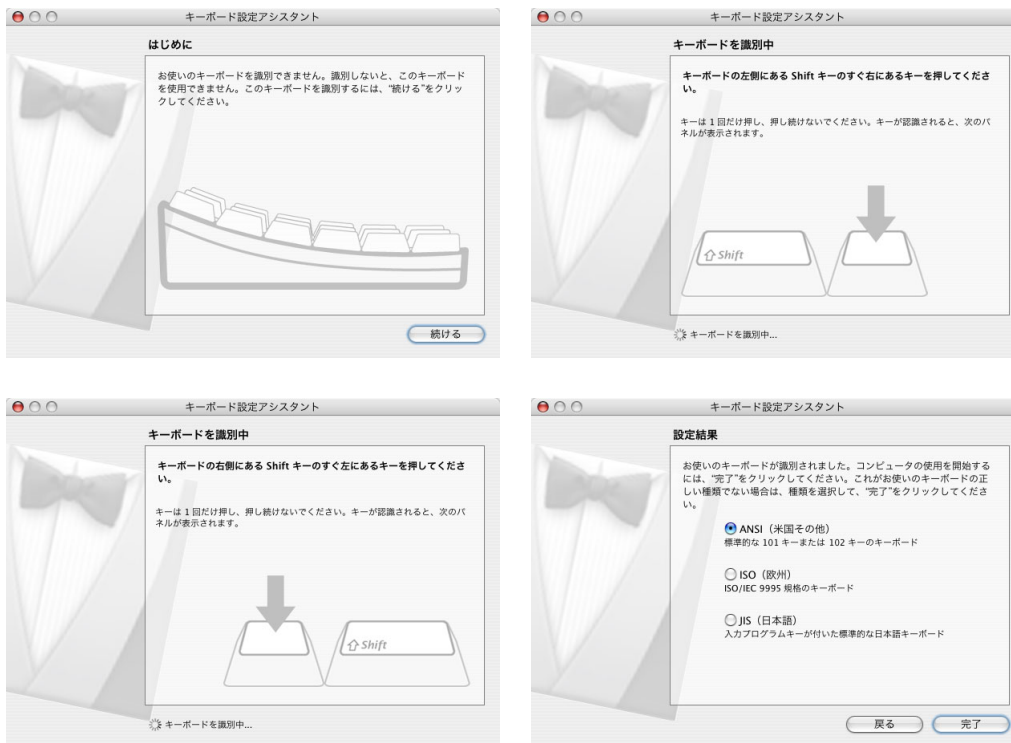 キーボード設定アシスタント
はじめに
お使いのキーボードを識別できません。識別しないと、このキーボード
を使用できません。このキーボードを識別するには、“続ける”をクリッ
クしてください。
続ける
キーボード設定アシスタント
キーボードを識別中
キーボードの左側にある Shift キーのすぐ右にあるキーを押してくださ
い。
キーは 1 回だけ押し、押し続けないでください。キーが認識されると、次のパ
ネルが表示されます。
Shift
キーボードを識別中...
キーボード設定アシスタント
キーボードを識別中
キーボードの右側にある Shift キーのすぐ左にあるキーを押してくださ
い。
キーは 1 回だけ押し、押し続けないでください。キーが認識されると、次のパ
ネルが表示されます。
Shift
キーボードを識別中...
キーボード設定アシスタント
設定結果
お使いのキーボードが識別されました。コンピュータの使用を開始する
には、“完了”をクリックしてください。これがお使いのキーボードの正
しい種類でない場合は、種類を選択して、“完了”をクリックしてくださ
い。
ANSI（米国その他）
標準的な 101 キーまたは 102 キーのキーボード
ISO（欧州）
ISO/IEC 9995 規格のキーボード
JIS（日本語）
入力プログラムキーが付いた標準的な日本語キーボード
戻る
完了